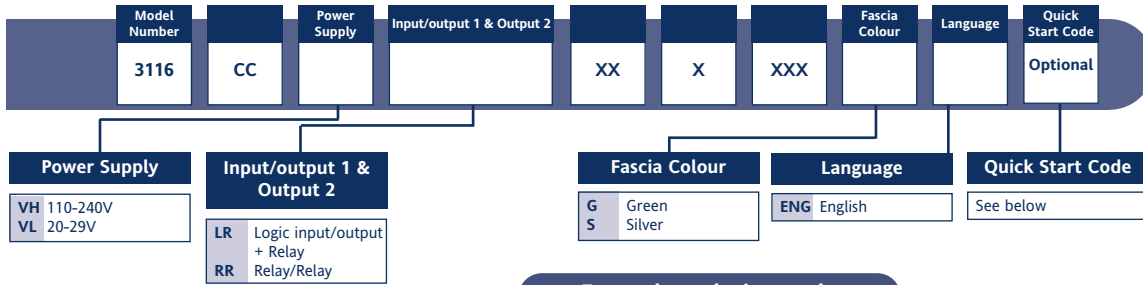 Model Number
Power Supply
Input/output 1 & Output 2
Fascia Colour
Language
Quick Start Code
3116
CC
XX
X
XXX
Optional
Power Supply
VH 110-240V
VL 20-29V
Input/output 1 &
Output 2
LR Logic input/output
+ Relay
RR Relay/Relay
Fascia Colour
G Green
S Silver
Language
ENG English
Quick Start Code
See below